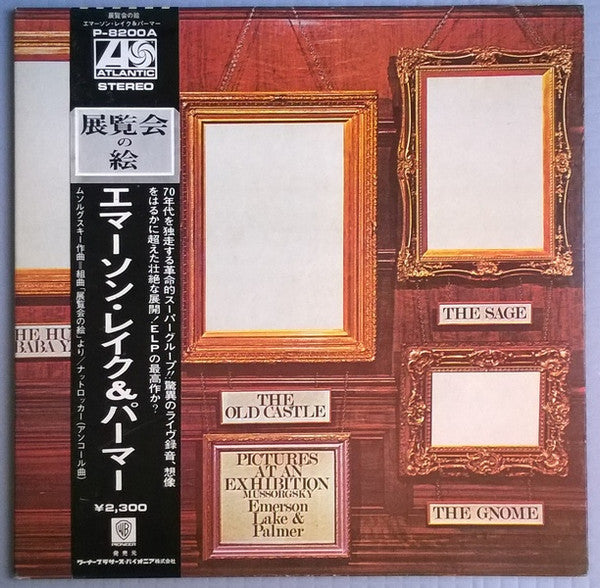 展覧会の絵
エマーソン・レイク&パーマー
P-8200A
ATLANTIC
STEREO
展覧会
の
絵
70年代を独走する革命的スーパーグループ!!驚異のライヴ録音、想像
をはるかに超えた壮絶な展開/ELPの最高作か?
エマーソン・レイク&パーマー
ムソルグスキー作曲=組曲「展覧会の絵」より/ナットロッカー(アンコール曲)
¥2,300
WB
PIONEER
発売元
ワーナーブラザース・パイオニア株式会社
HE HU
BABA Y
THE
OLD CASTLE
PICTURES
AT AN
EXHIBITION
MUSSORGSKY
Emerson
Lake &
Palmer
THE SAGE
THE GNOME